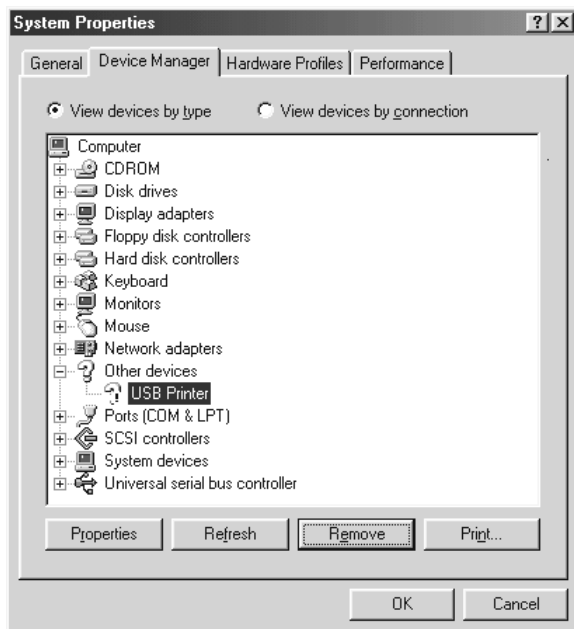 System Properties
General Device Manager Hardware Profiles Performance
View devices by type View devices by connection
Computer
CDROM
Disk drives
Display adapters
Floppy disk controllers
Hard disk controllers
Keyboard
Monitors
Mouse
Network adapters
Other devices
USB Printer
Ports (COM & LPT)
SCSI controllers
System devices
Universal serial bus controller
Properties Refresh Remove Print...
OK Cancel